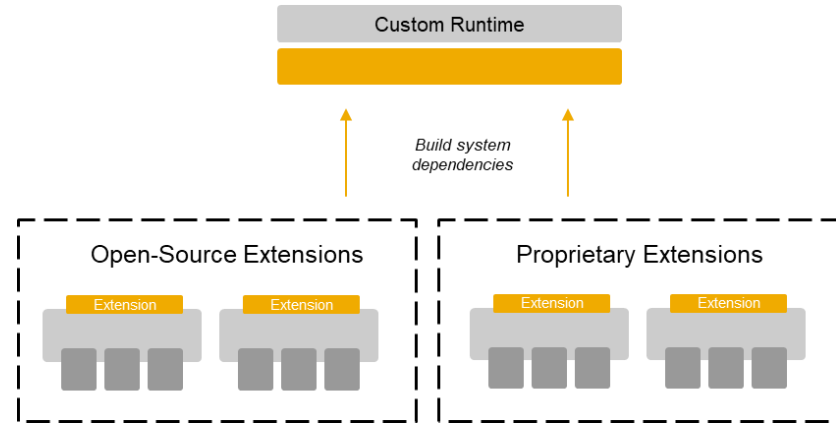 Custom Runtime
Build system
dependencies
Open-Source Extensions
Proprietary Extensions
Extension
Extension
Extension
Extension